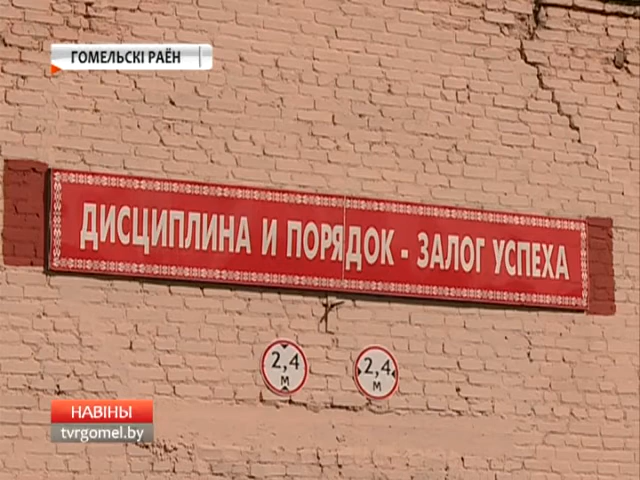 ГОМЕЛЬСКІ РАЁН
ДИСЦИПЛИНА И ПОРЯДОК - ЗАЛОГ УСПЕХА
2,4
м
2,4
м
НАВІНЫ
tvrgomel.by